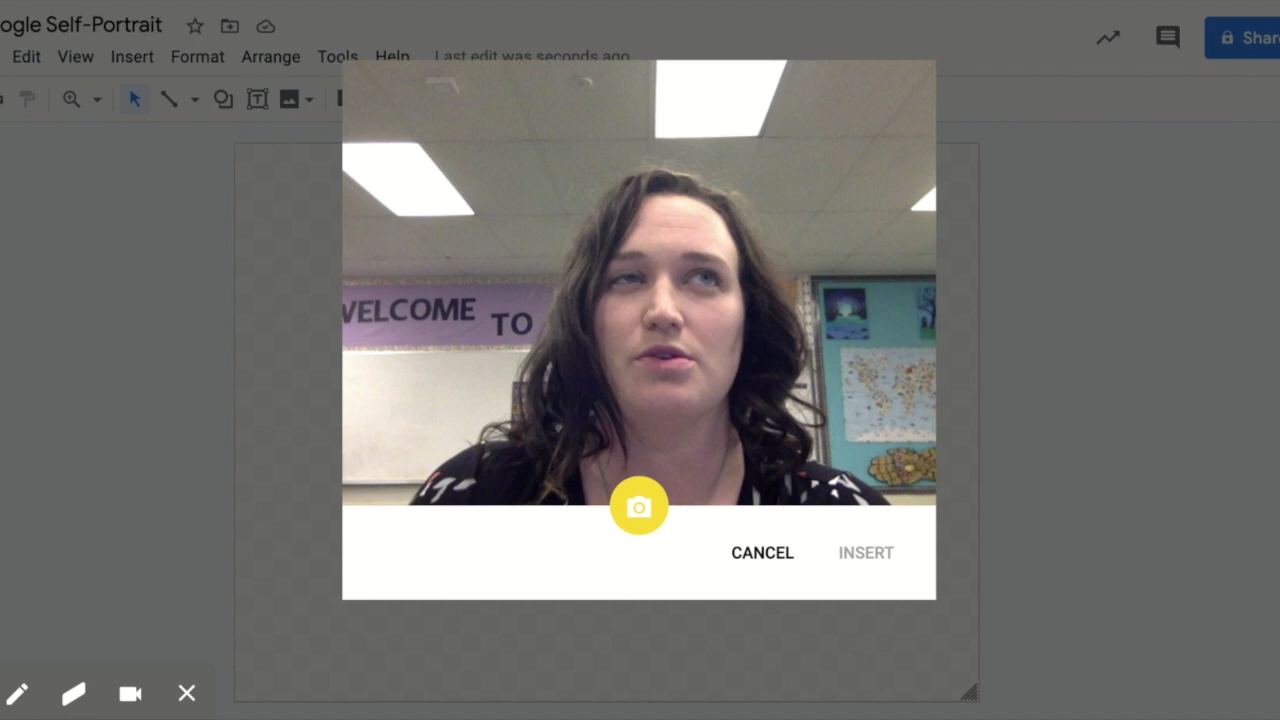 ogle Self-Portrait
Edit View Insert Format Arrange Tools Help Last edit was seconds ago
Shar
WELCOME TO
CANCEL INSERT